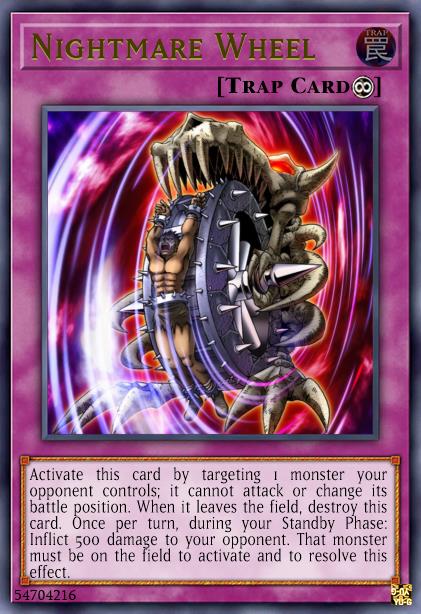 Nightmare Wheel
TRAP
罠
[Trap Card]
Activate this card by targeting 1 monster your
opponent controls; it cannot attack or change its
battle position. When it leaves the field, destroy this
card. Once per turn, during your Standby Phase:
Inflict 500 damage to your opponent. That monster
must be on the field to activate and to resolve this
effect.
54704216